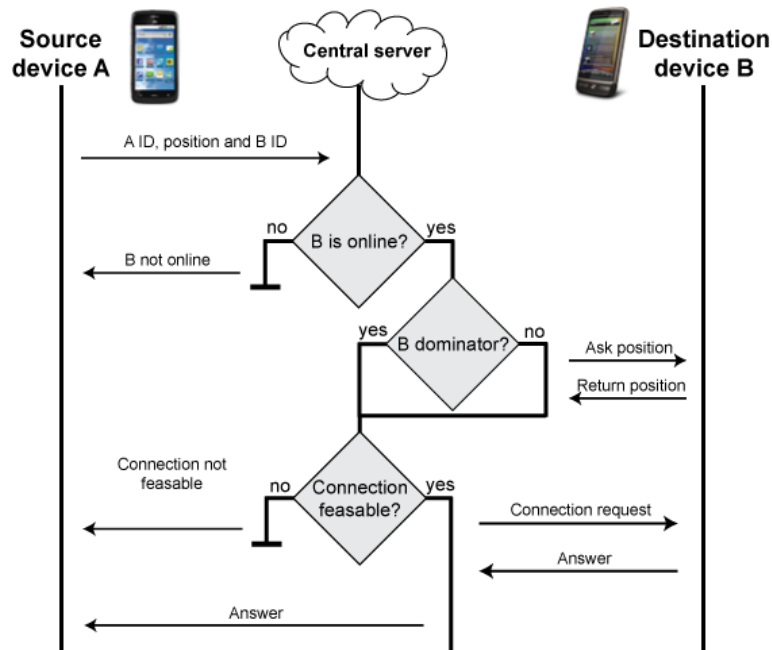 Source
device A
Central server
Destination
device B
A ID, position and B ID
no
B is online?
yes
B not online
yes
B dominator?
no
Ask position
Return position
Connection not
feasable
no
Connection
feasable?
yes
Connection request
Answer
Answer